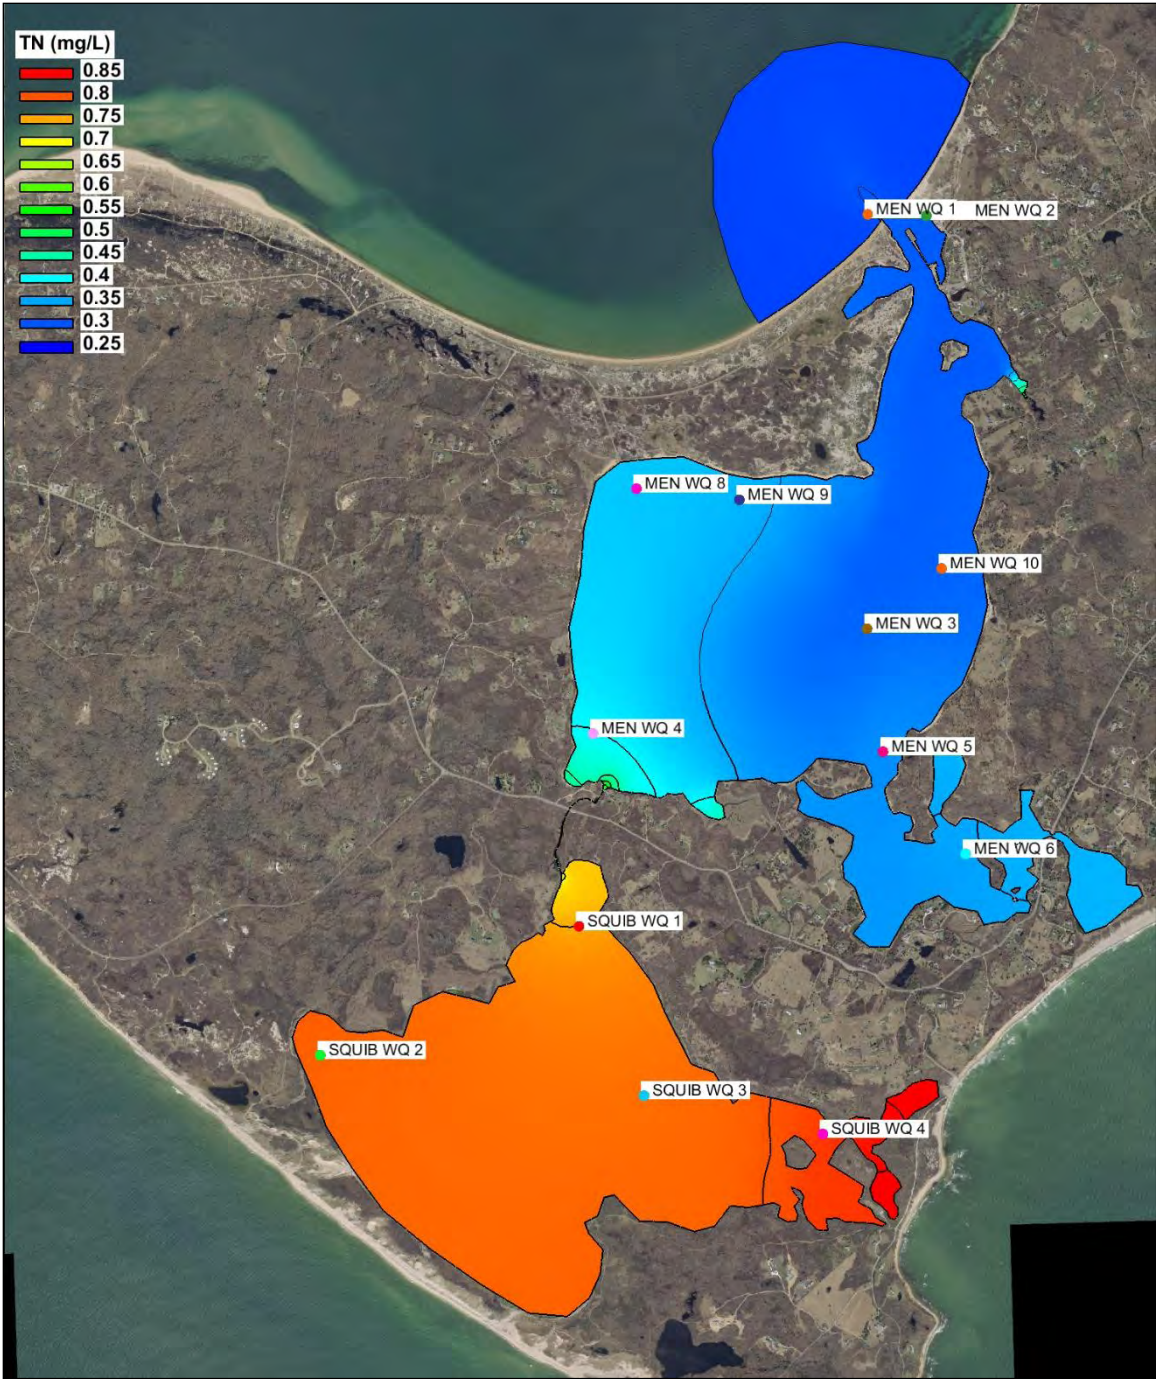 TN (mg/L)
0.85
0.8
0.75
0.7
0.65
0.6
0.55
0.5
0.45
0.4
0.35
0.3
0.25
MEN WQ 1
MEN WQ 2
MEN WQ 8
MEN WQ 9
MEN WQ 10
MEN WQ 3
MEN WQ 4
MEN WQ 5
MEN WQ 6
SQUIB WQ 1
SQUIB WQ 2
SQUIB WQ 3
SQUIB WQ 4